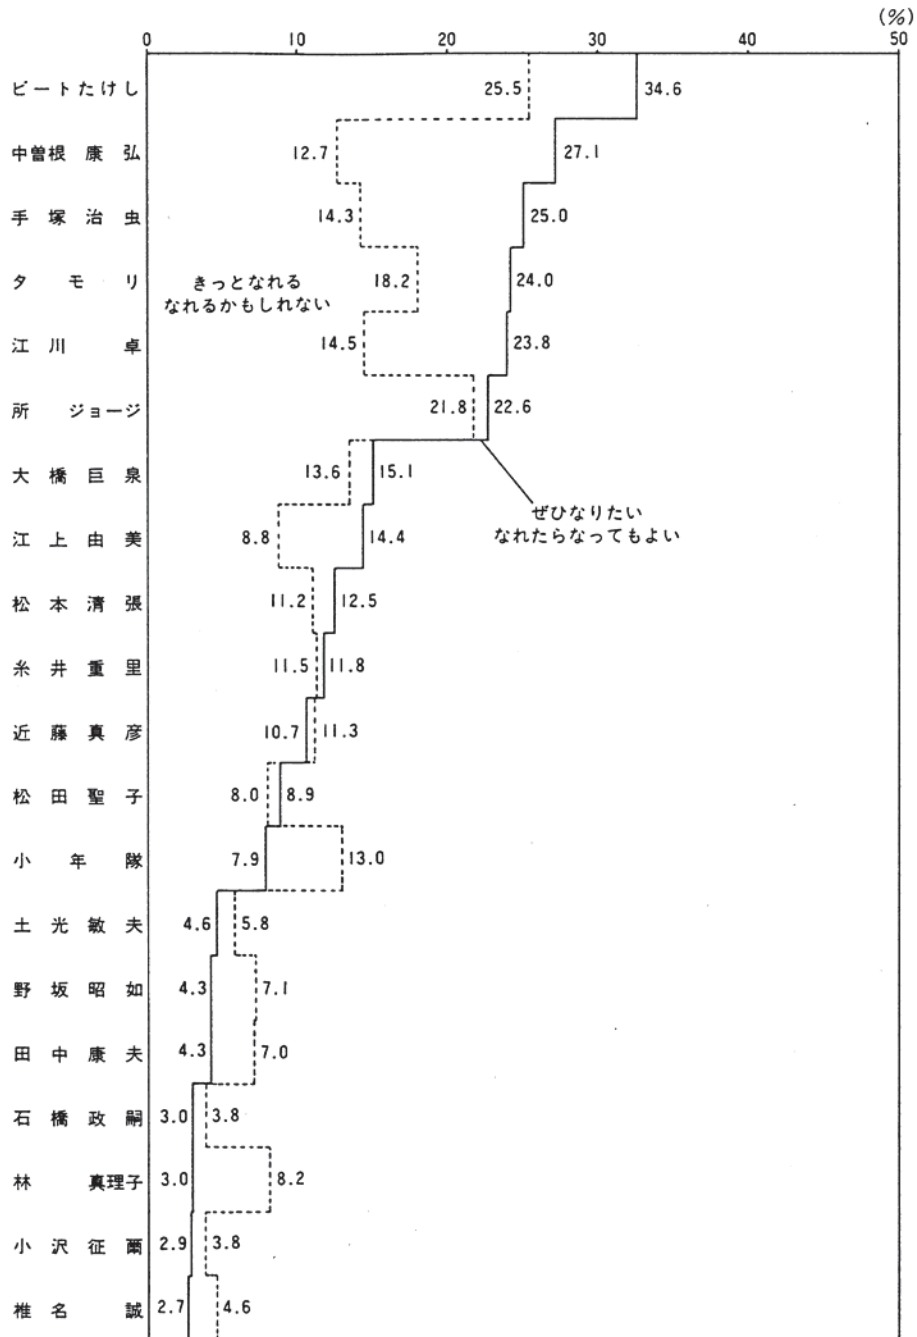 (%)
0 10 20 30 40 50
ビートたけし 25.5 34.6
中曽根康弘 12.7 27.1
手塚治虫 14.3 25.0
タモリ 18.2 24.0
きっとなれる
なれるかもしれない
江川卓 14.5 23.8
所ジョージ 21.8 22.6
大橋巨泉 13.6 15.1
ぜひなりたい
なれたらなってもよい
江上由美 8.8 14.4
松本清張 11.2 12.5
糸井重里 11.5 11.8
近藤真彦 10.7 11.3
松田聖子 8.0 8.9
小年隊 7.9 13.0
土光敏夫 4.6 5.8
野坂昭如 4.3 7.1
田中康夫 4.3 7.0
石橋政嗣 3.0 3.8
林真理子 3.0 8.2
小沢征爾 2.9 3.8
椎名誠 2.7 4.6